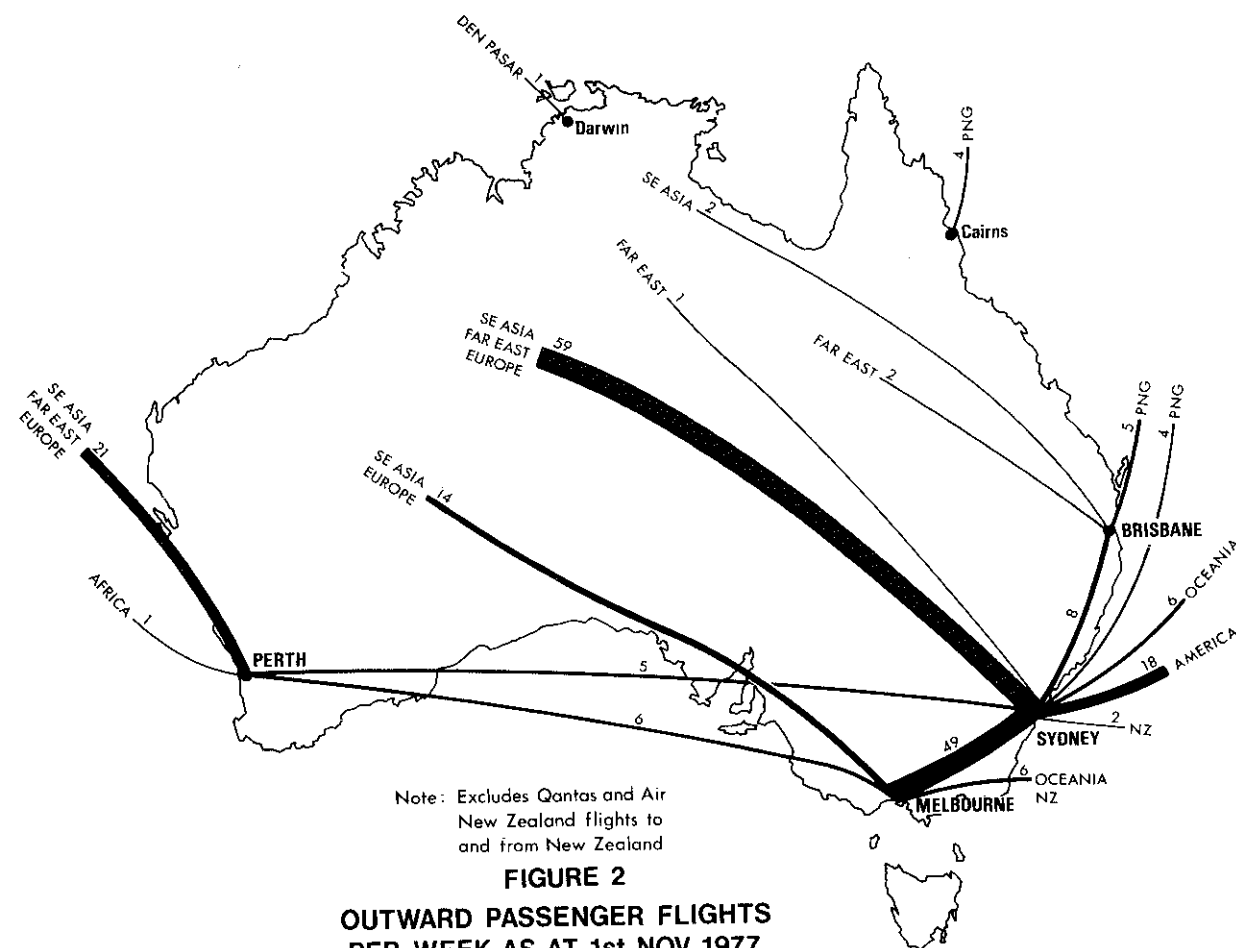 DEN PASAR 1
Darwin
4 PNG
Cairns
SE ASIA 2
FAR EAST 1
SE ASIA 59
FAR EAST
EUROPE
FAR EAST 2
SE ASIA 21
FAR EAST
EUROPE
5 PNG
4 PNG
SE ASIA 14
EUROPE
BRISBANE
AFRICA 1
8
6 OCEANIA
PERTH
5
18 AMERICA
6
2 NZ
SYDNEY
49
6 OCEANIA
NZ
MELBOURNE
Note: Excludes Qantas and Air
New Zealand flights to
and from New Zealand
FIGURE 2
OUTWARD PASSENGER FLIGHTS
PER WEEK AS AT 1st NOV 1977